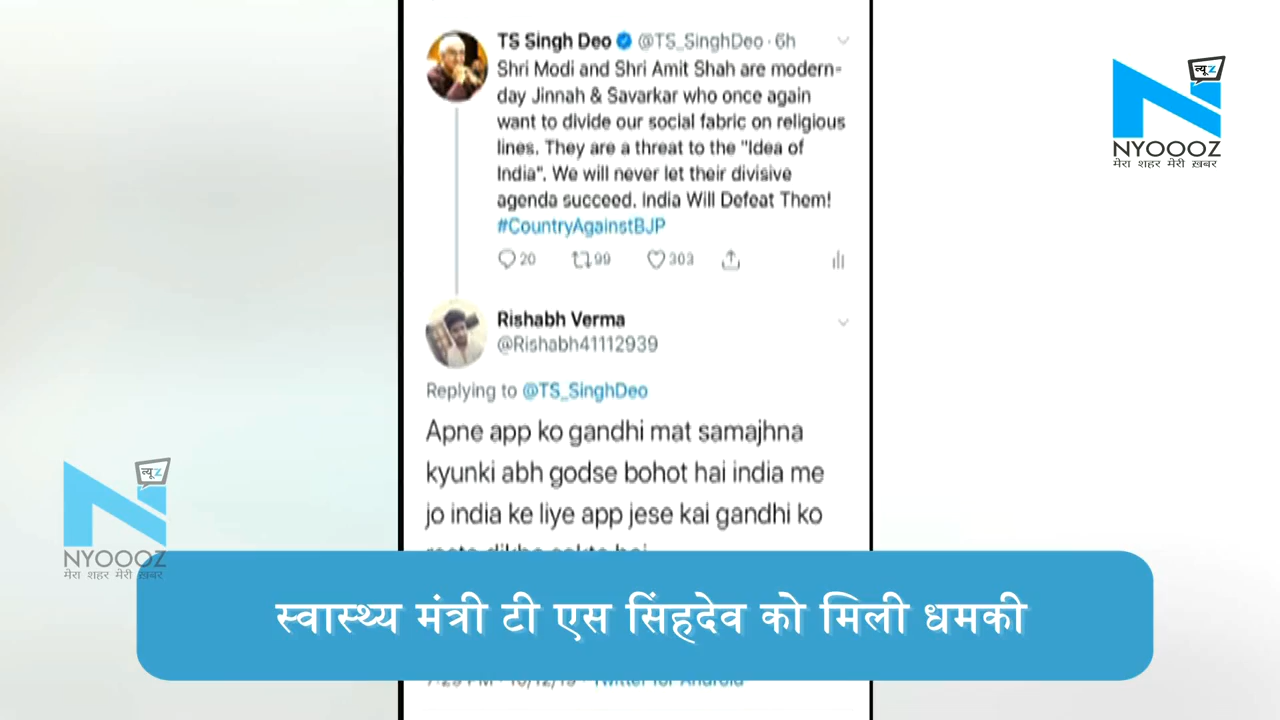 TS Singh Deo @TS_SinghDeo · 6h
Shri Modi and Shri Amit Shah are modern-
day Jinnah & Savarkar who once again
want to divide our social fabric on religious
lines. They are a threat to the "Idea of
India". We will never let their divisive
agenda succeed. India Will Defeat Them!
#CountryAgainstBJP
20 99 303
न्यूZ
NYOOOZ
मेरा शहर मेरी ख़बर
Rishabh Verma
@Rishabh41112939
Replying to @TS_SinghDeo
Apne app ko gandhi mat samajhna
kyunki abh godse bohot hai india me
jo india ke liye app jese kai gandhi ko
न्यूZ
NYOOOZ
मेरा शहर मेरी ख़बर
स्वास्थ्य मंत्री टी एस सिंहदेव को मिली धमकी